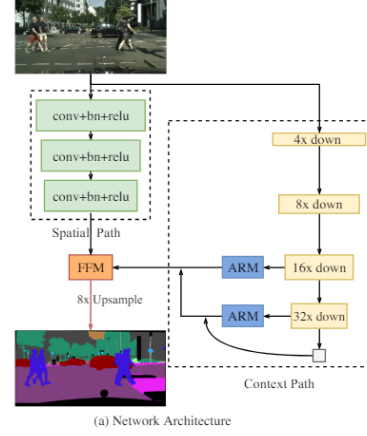 conv+bn+relu
conv+bn+relu
conv+bn+relu
Spatial Path
4x down
8x down
FFM
ARM
16x down
8x Upsample
ARM
32x down
Context Path
(a) Network Architecture